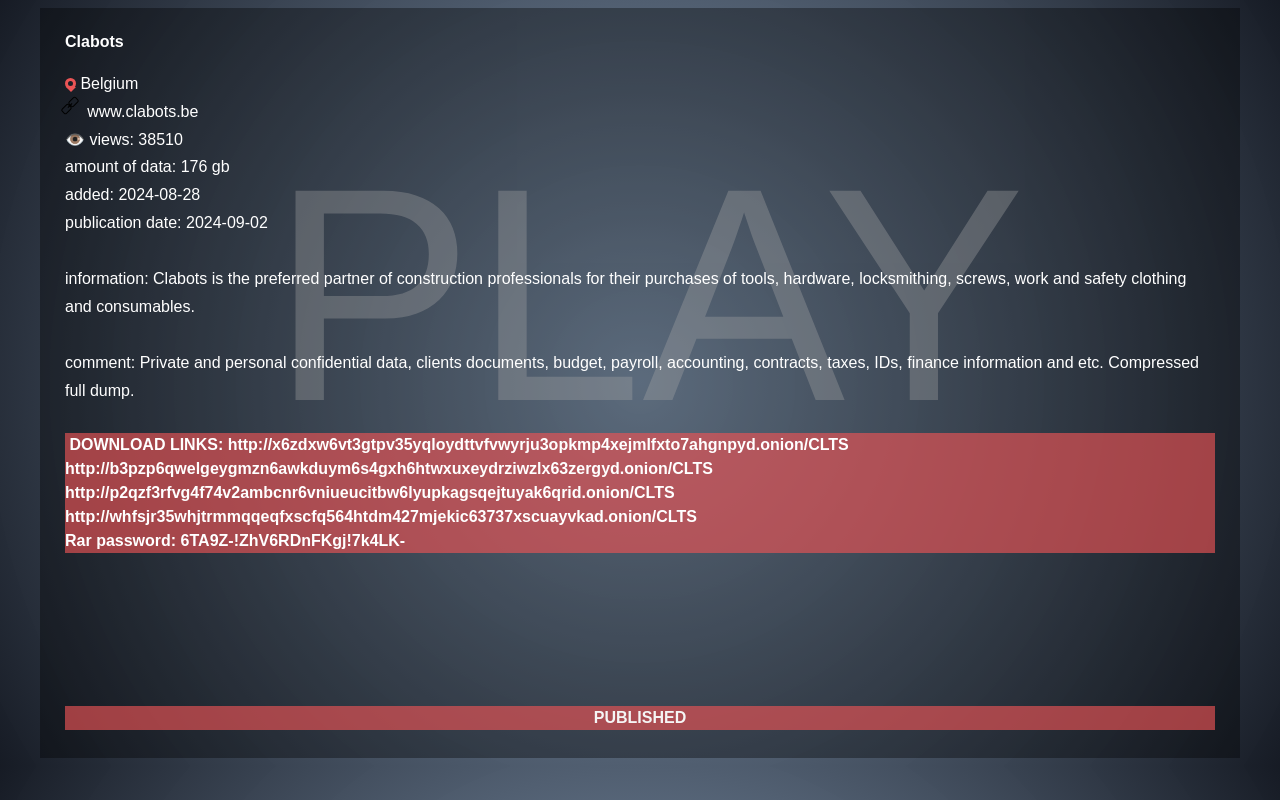 Clabots
Belgium
www.clabots.be
views: 38510
amount of data: 176 gb
added: 2024-08-28
publication date: 2024-09-02
PLAY
information: Clabots is the preferred partner of construction professionals for their purchases of tools, hardware, locksmithing, screws, work and safety clothing
and consumables.
comment: Private and personal confidential data, clients documents, budget, payroll, accounting, contracts, taxes, IDs, finance information and etc. Compressed
full dump.
DOWNLOAD LINKS: http://x6zdxw6vt3gtpv35yqloydttvfvwyrju3opkmp4xejmlfxto7ahgnpyd.onion/CLTS
http://b3pzp6qwelgeygmzn6awkduym6s4gxh6htwxuxeydrziwzlx63zergyd.onion/CLTS
http://p2qzf3rfvg4f74v2ambcnr6vniueucitbw6lyupkagsqejtuyak6qrid.onion/CLTS
http://whfsjr35whjtrmmqqeqfxscfq564htdm427mjekic63737xscuayvkad.onion/CLTS
Rar password: 6TA9Z-!ZhV6RDnFKgj!7k4LK-
PUBLISHED